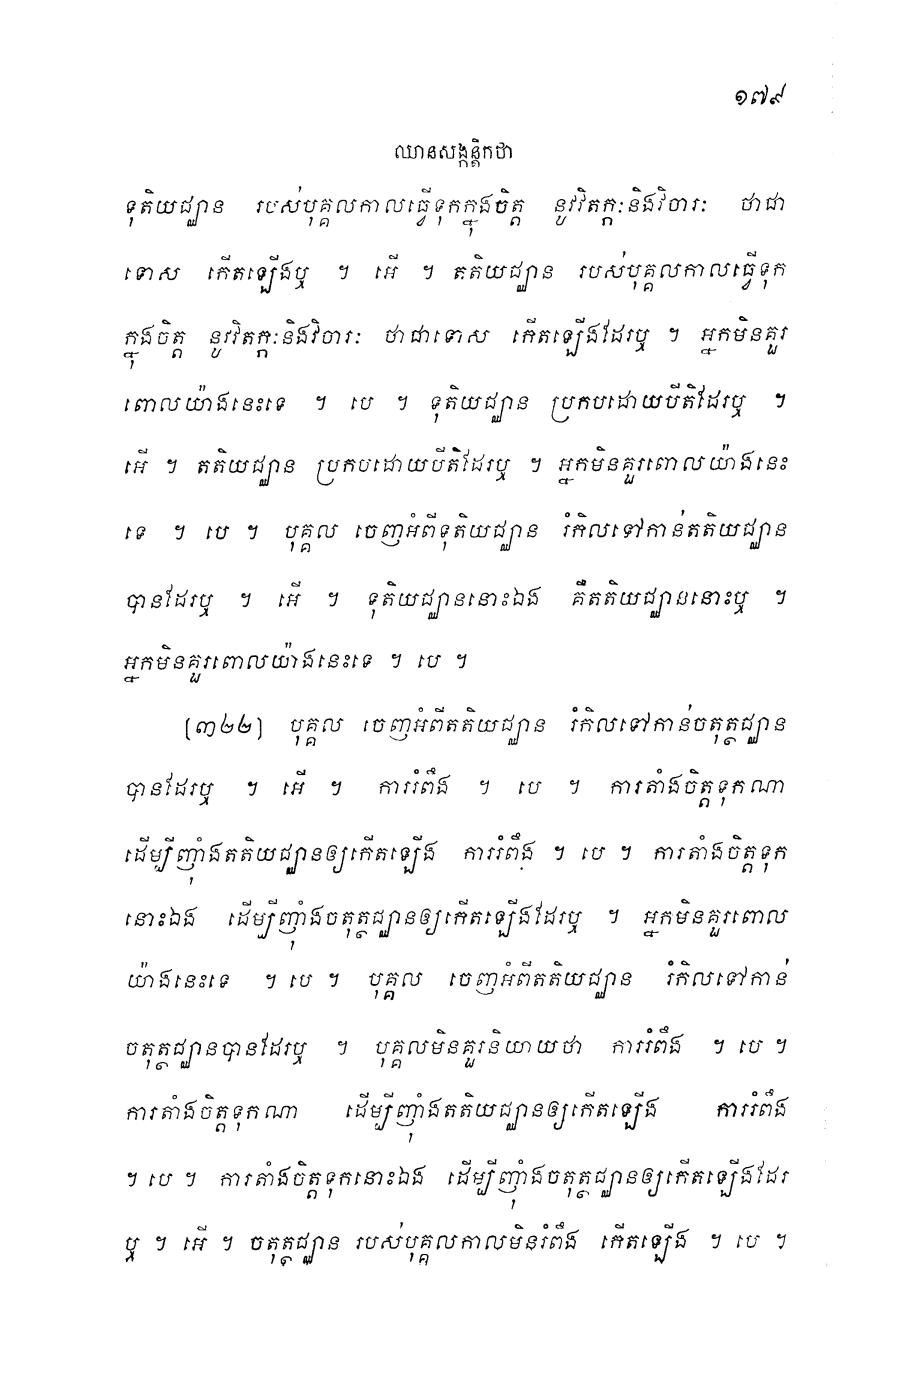 ១៧៩
ឈានសង្កន្តិកថា
ទុតិយជ្ឈាន របស់បុគ្គលកាលធ្វើទុកក្នុងចិត្ត នូវវិតក្កៈនិងវិចារៈ ថាជា
ទោស កើតឡើងឬ ។ អើ ។ តតិយជ្ឈាន របស់បុគ្គលកាលធ្វើទុក
ក្នុងចិត្ត នូវវិតក្កៈនិងវិចារៈ ថាជាទោស កើតឡើងដែរឬ ។ អ្នកមិនគួរ
ពោលយ៉ាងនេះទេ ។ បេ ។ ទុតិយជ្ឈាន ប្រកបដោយបីតិដែរឬ ។
អើ ។ តតិយជ្ឈាន ប្រកបដោយបីតិដែរឬ ។ អ្នកមិនគួរពោលយ៉ាងនេះ
ទេ ។ បេ ។ បុគ្គល ចេញអំពីទុតិយជ្ឈាន រំកិលទៅកាន់តតិយជ្ឈាន
បានដែរឬ ។ អើ ។ ទុតិយជ្ឈាននោះឯង គឺតតិយជ្ឈាននោះឬ ។
អ្នកមិនគួរពោលយ៉ាងនេះទេ ។ បេ ។
[៣២២] បុគ្គល ចេញអំពីតតិយជ្ឈាន រំកិលទៅកាន់ចតុត្ថជ្ឈាន
បានដែរឬ ។ អើ ។ ការរំពឹង ។ បេ ។ ការតាំងចិត្តទុកណា
ដើម្បីញ៉ាំងតតិយជ្ឈានឲ្យកើតឡើង ការរំពឹង ។ បេ ។ ការតាំងចិត្តទុក
នោះឯង ដើម្បីញ៉ាំងចតុត្ថជ្ឈានឲ្យកើតឡើងដែរឬ ។ អ្នកមិនគួរពោល
យ៉ាងនេះទេ ។ បេ ។ បុគ្គល ចេញអំពីតតិយជ្ឈាន រំកិលទៅកាន់
ចតុត្ថជ្ឈានបានដែរឬ ។ បុគ្គលមិនគួរនិយាយថា ការរំពឹង ។ បេ ។
ការតាំងចិត្តទុកណា ដើម្បីញ៉ាំងតតិយជ្ឈានឲ្យកើតឡើង ការរំពឹង
។ បេ ។ ការតាំងចិត្តទុកនោះឯង ដើម្បីញ៉ាំងចតុត្ថជ្ឈានឲ្យកើតឡើងដែរ
ឬ ។ អើ ។ ចតុត្ថជ្ឈាន របស់បុគ្គលកាលមិនរំពឹង កើតឡើង ។ បេ ។